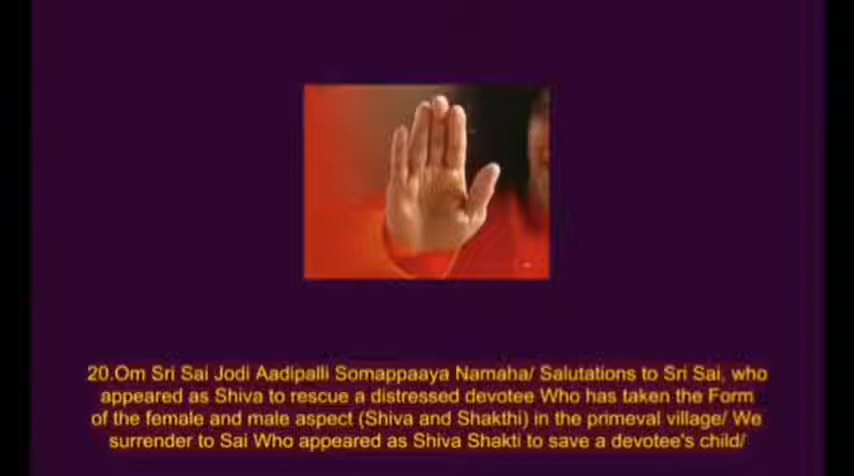 20.Om Sri Sai Jodi Aadipalli Somappaaya Namaha/ Salutations to Sri Sai, who
appeared as Shiva to rescue a distressed devotee Who has taken the Form
of the female and male aspect (Shiva and Shakthi) in the primeval village/ We
surrender to Sai Who appeared as Shiva Shakti to save a devotee's child/